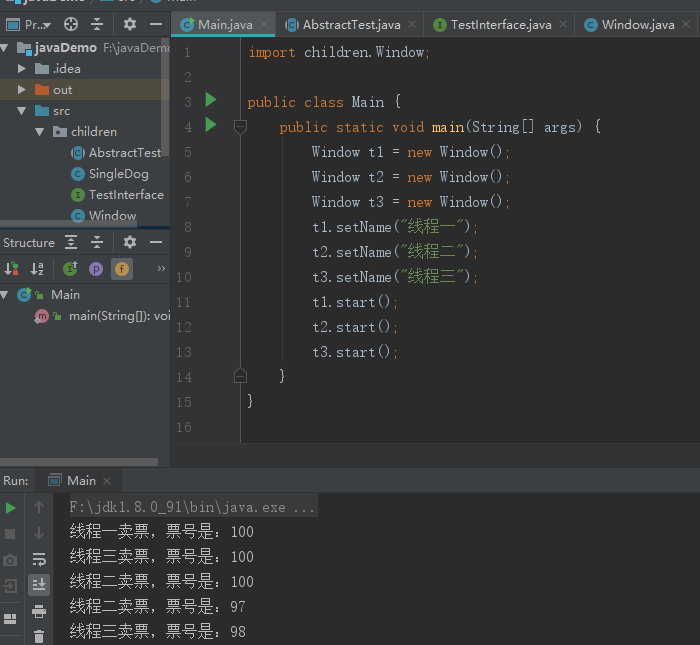 Pr...
Main.java
AbstractTest.java
TestInterface.java
Window.java
javaDemo F:\javaDemo
.idea
out
src
children
AbstractTest
SingleDog
TestInterface
Window
Structure
Main
main(String[]): voi
1 import children.Window;
2
3 public class Main {
4 public static void main(String[] args) {
5 Window t1 = new Window();
6 Window t2 = new Window();
7 Window t3 = new Window();
8 t1.setName("线程一");
9 t2.setName("线程二");
10 t3.setName("线程三");
11 t1.start();
12 t2.start();
13 t3.start();
14 }
15 }
16
Run: Main
F:\jdk1.8.0_91\bin\java.exe ...
线程一卖票，票号是：100
线程三卖票，票号是：100
线程二卖票，票号是：100
线程二卖票，票号是：97
线程三卖票，票号是：98